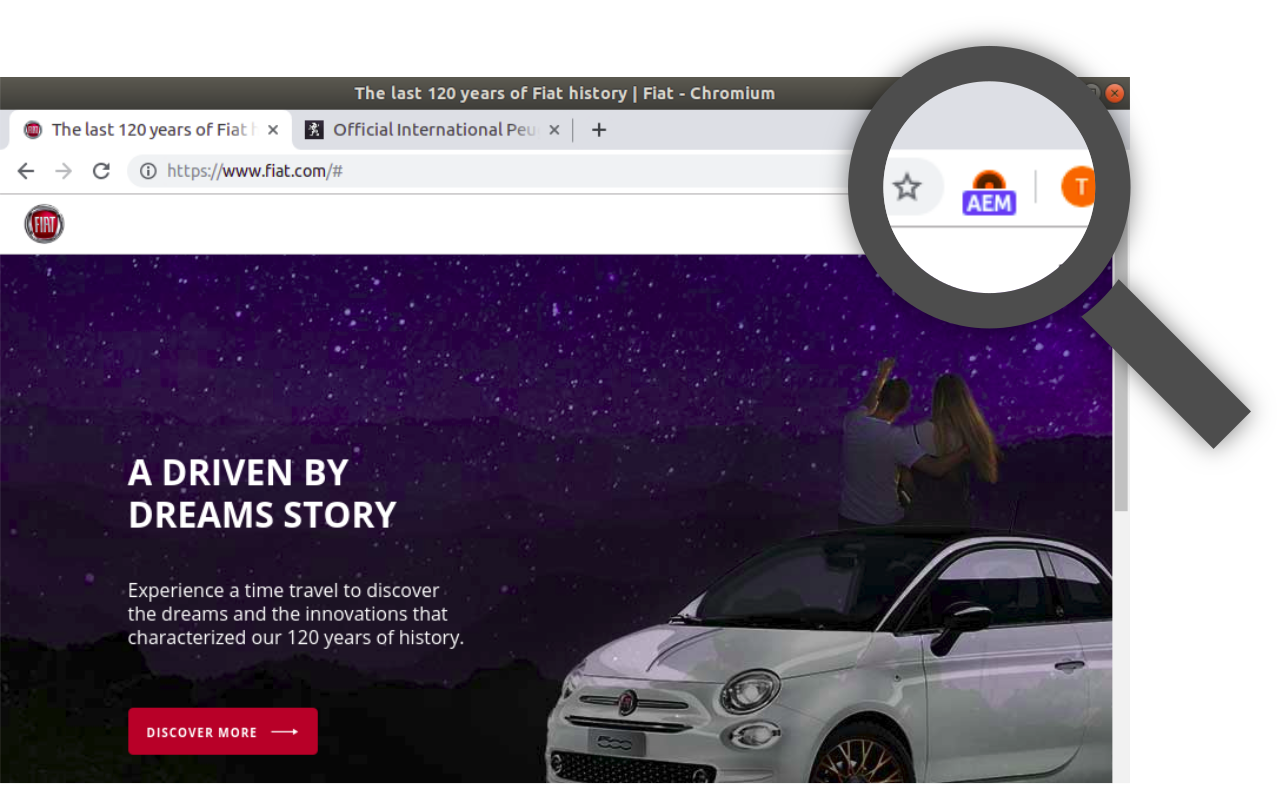 The last 120 years of Fiat history | Fiat - Chromium
The last 120 years of Fiat h
Official International Peu
https://www.fiat.com/#
AEM
T
FIAT
A DRIVEN BY
DREAMS STORY
Experience a time travel to discover
the dreams and the innovations that
characterized our 120 years of history.
500
DISCOVER MORE